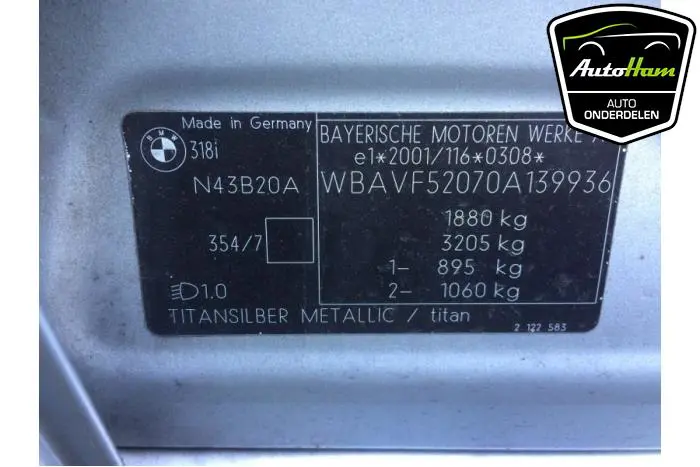 AutoHam
AUTO
ONDERDELEN
BMW
Made in Germany
318i
N43B20A
354/7
1.0
BAYERISCHE MOTOREN WERKE
e1*2001/116*0308*
WBAVF52070A139936
1880 kg
3205 kg
1- 895 kg
2- 1060 kg
TITANSILBER METALLIC / titan
2 122 583